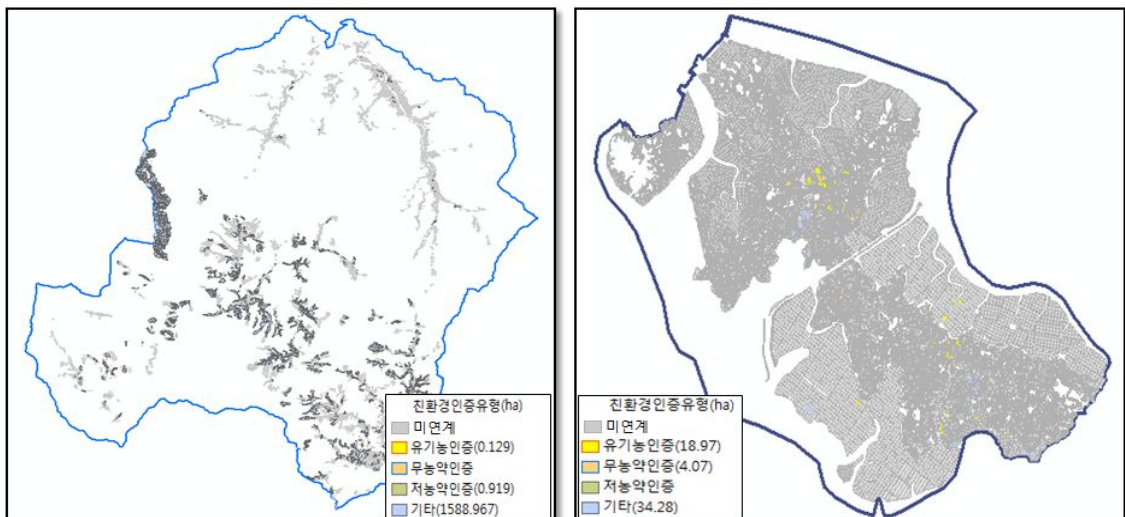 친환경인증유형(ha)
미연계
유기농인증(0.129)
무농약인증
저농약인증(0.919)
기타(1588.967)
친환경인증유형(ha)
미연계
유기농인증(18.97)
무농약인증(4.07)
저농약인증
기타(34.28)